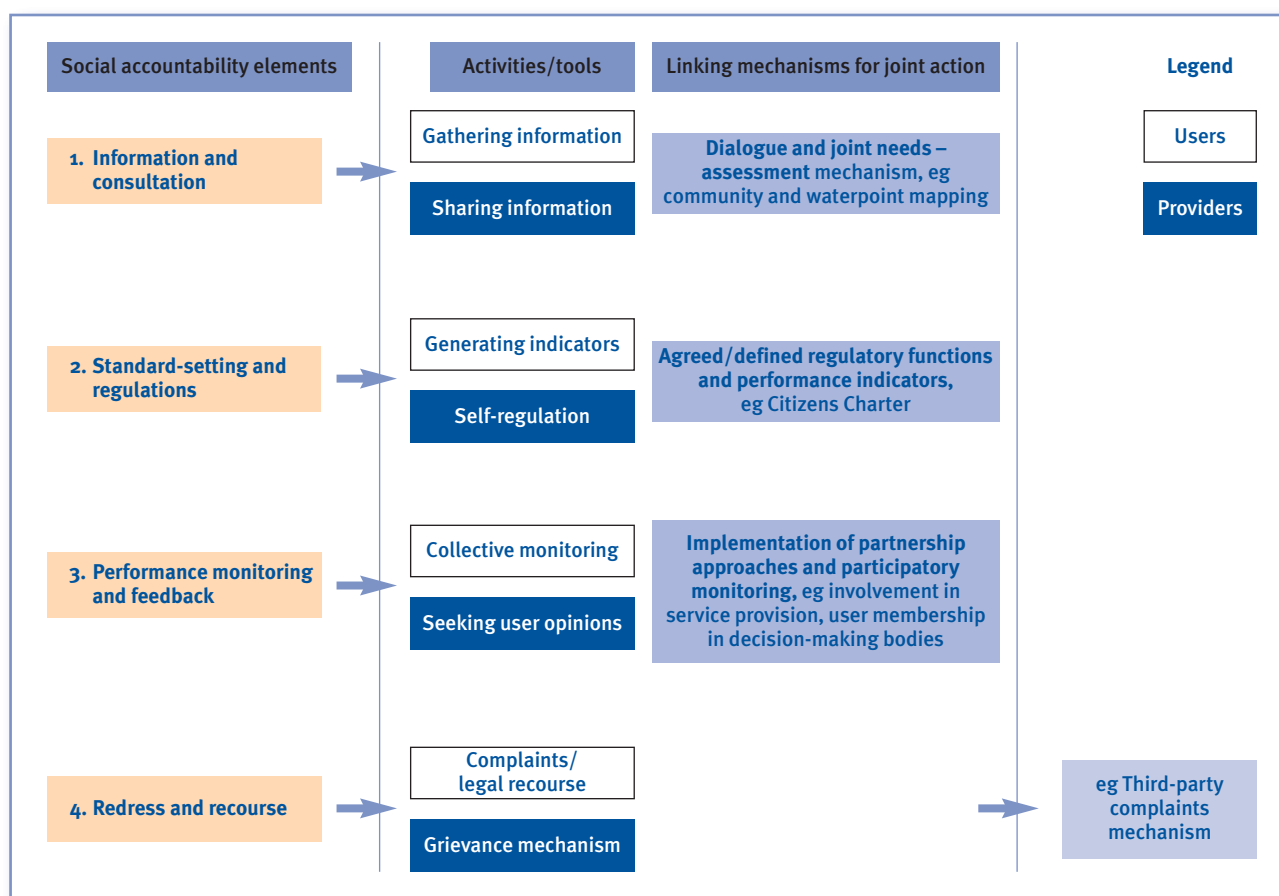 Social accountability elements
Activities/tools
Linking mechanisms for joint action
Legend
Users
Providers
1. Information and
consultation
Gathering information
Sharing information
Dialogue and joint needs –
assessment mechanism, eg
community and waterpoint mapping
2. Standard-setting and
regulations
Generating indicators
Self-regulation
Agreed/defined regulatory functions
and performance indicators,
eg Citizens Charter
3. Performance monitoring
and feedback
Collective monitoring
Seeking user opinions
Implementation of partnership
approaches and participatory
monitoring, eg involvement in
service provision, user membership
in decision-making bodies
4. Redress and recourse
Complaints/
legal recourse
Grievance mechanism
eg Third-party
complaints
mechanism